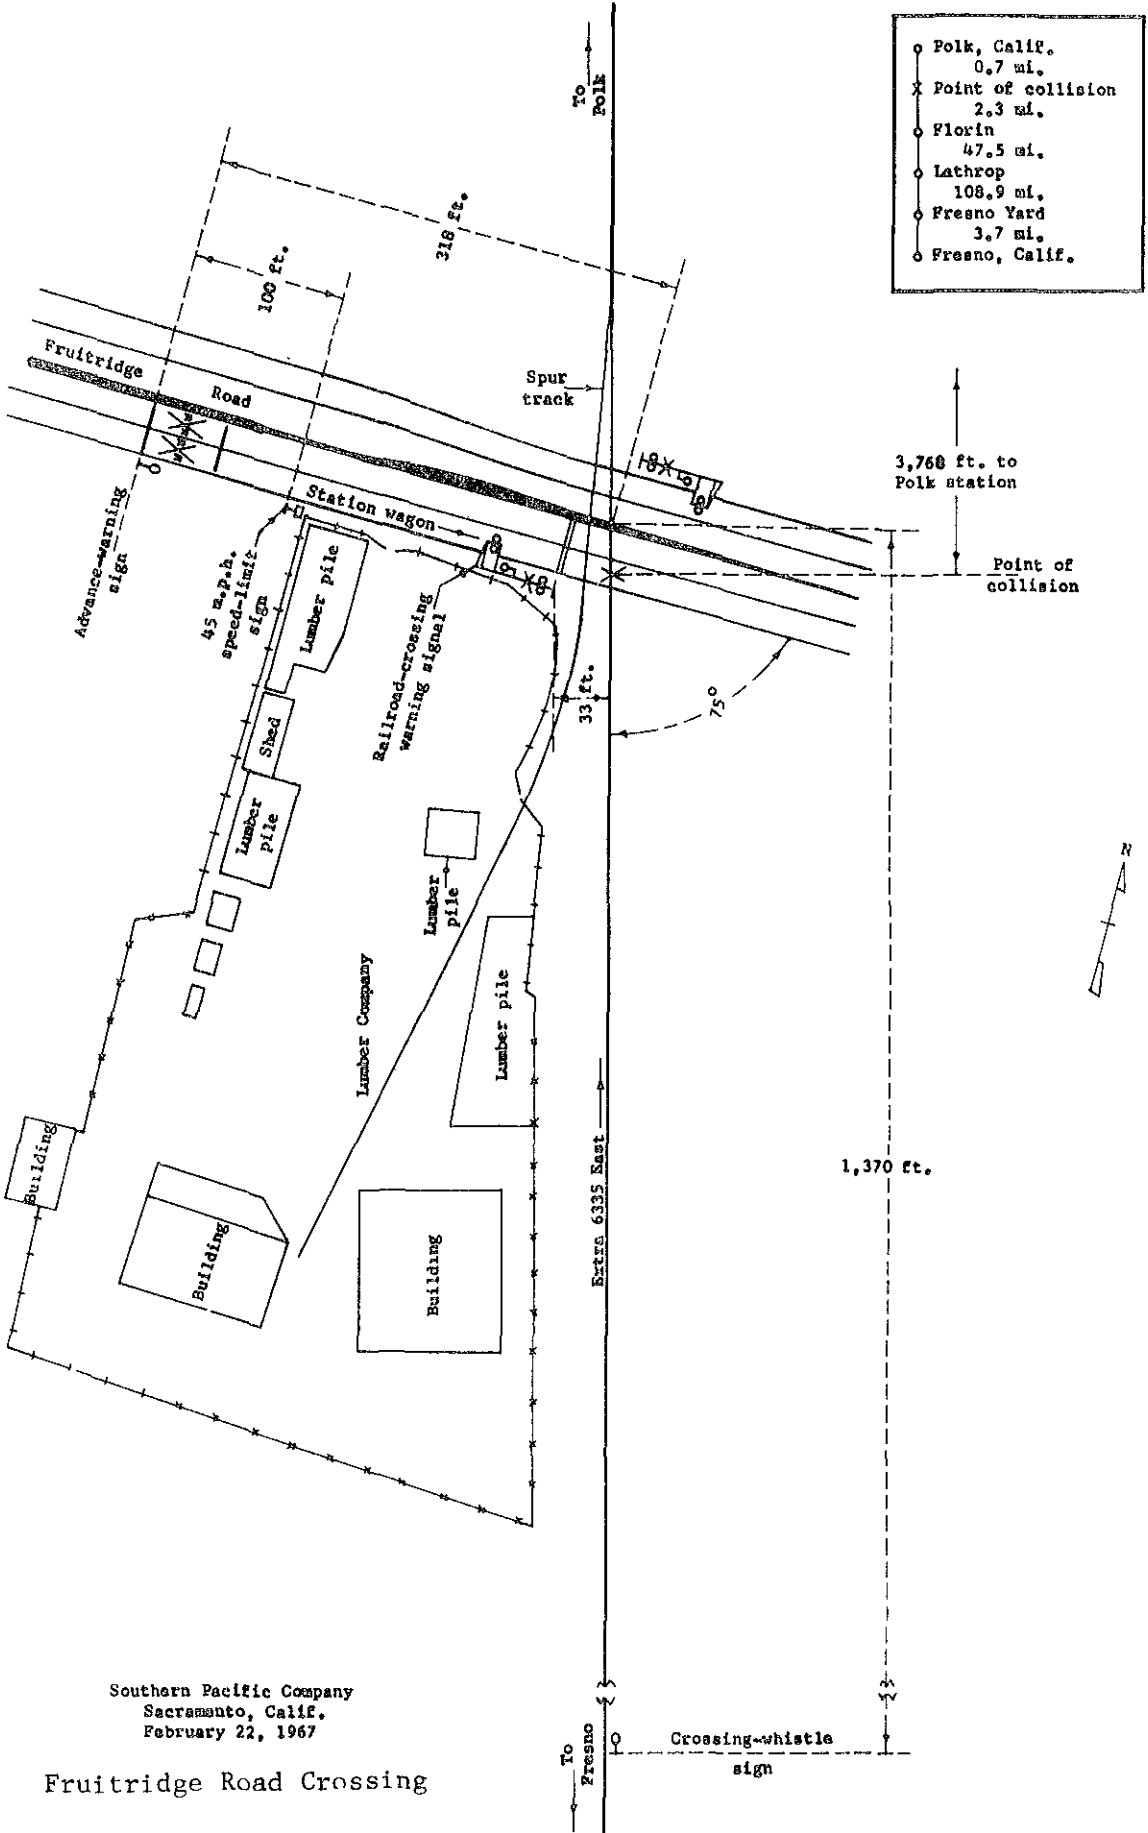 Polk, Calif.
0.7 mi.
Point of collision
2.3 mi.
Florin
47.5 mi.
Lathrop
108.9 mi.
Fresno Yard
3.7 mi.
Fresno, Calif.
To
Polk
318 ft.
100 ft.
Fruitridge
Road
Spur
track
3,768 ft. to
Polk station
Station wagon
Advance-warning
sign
45 m.p.h.
speed-limit
sign
Lumber pile
Railroad-crossing
warning signal
Point of
collision
33 ft.
75°
Shed
Lumber
pile
Lumber
pile
N
Lumber Company
Lumber pile
Extra 6335 East
1,370 ft.
Building
Building
Building
Southern Pacific Company
Sacramanto, Calif.
February 22, 1967
To
Fresno
Crossing-whistle
sign
Fruitridge Road Crossing